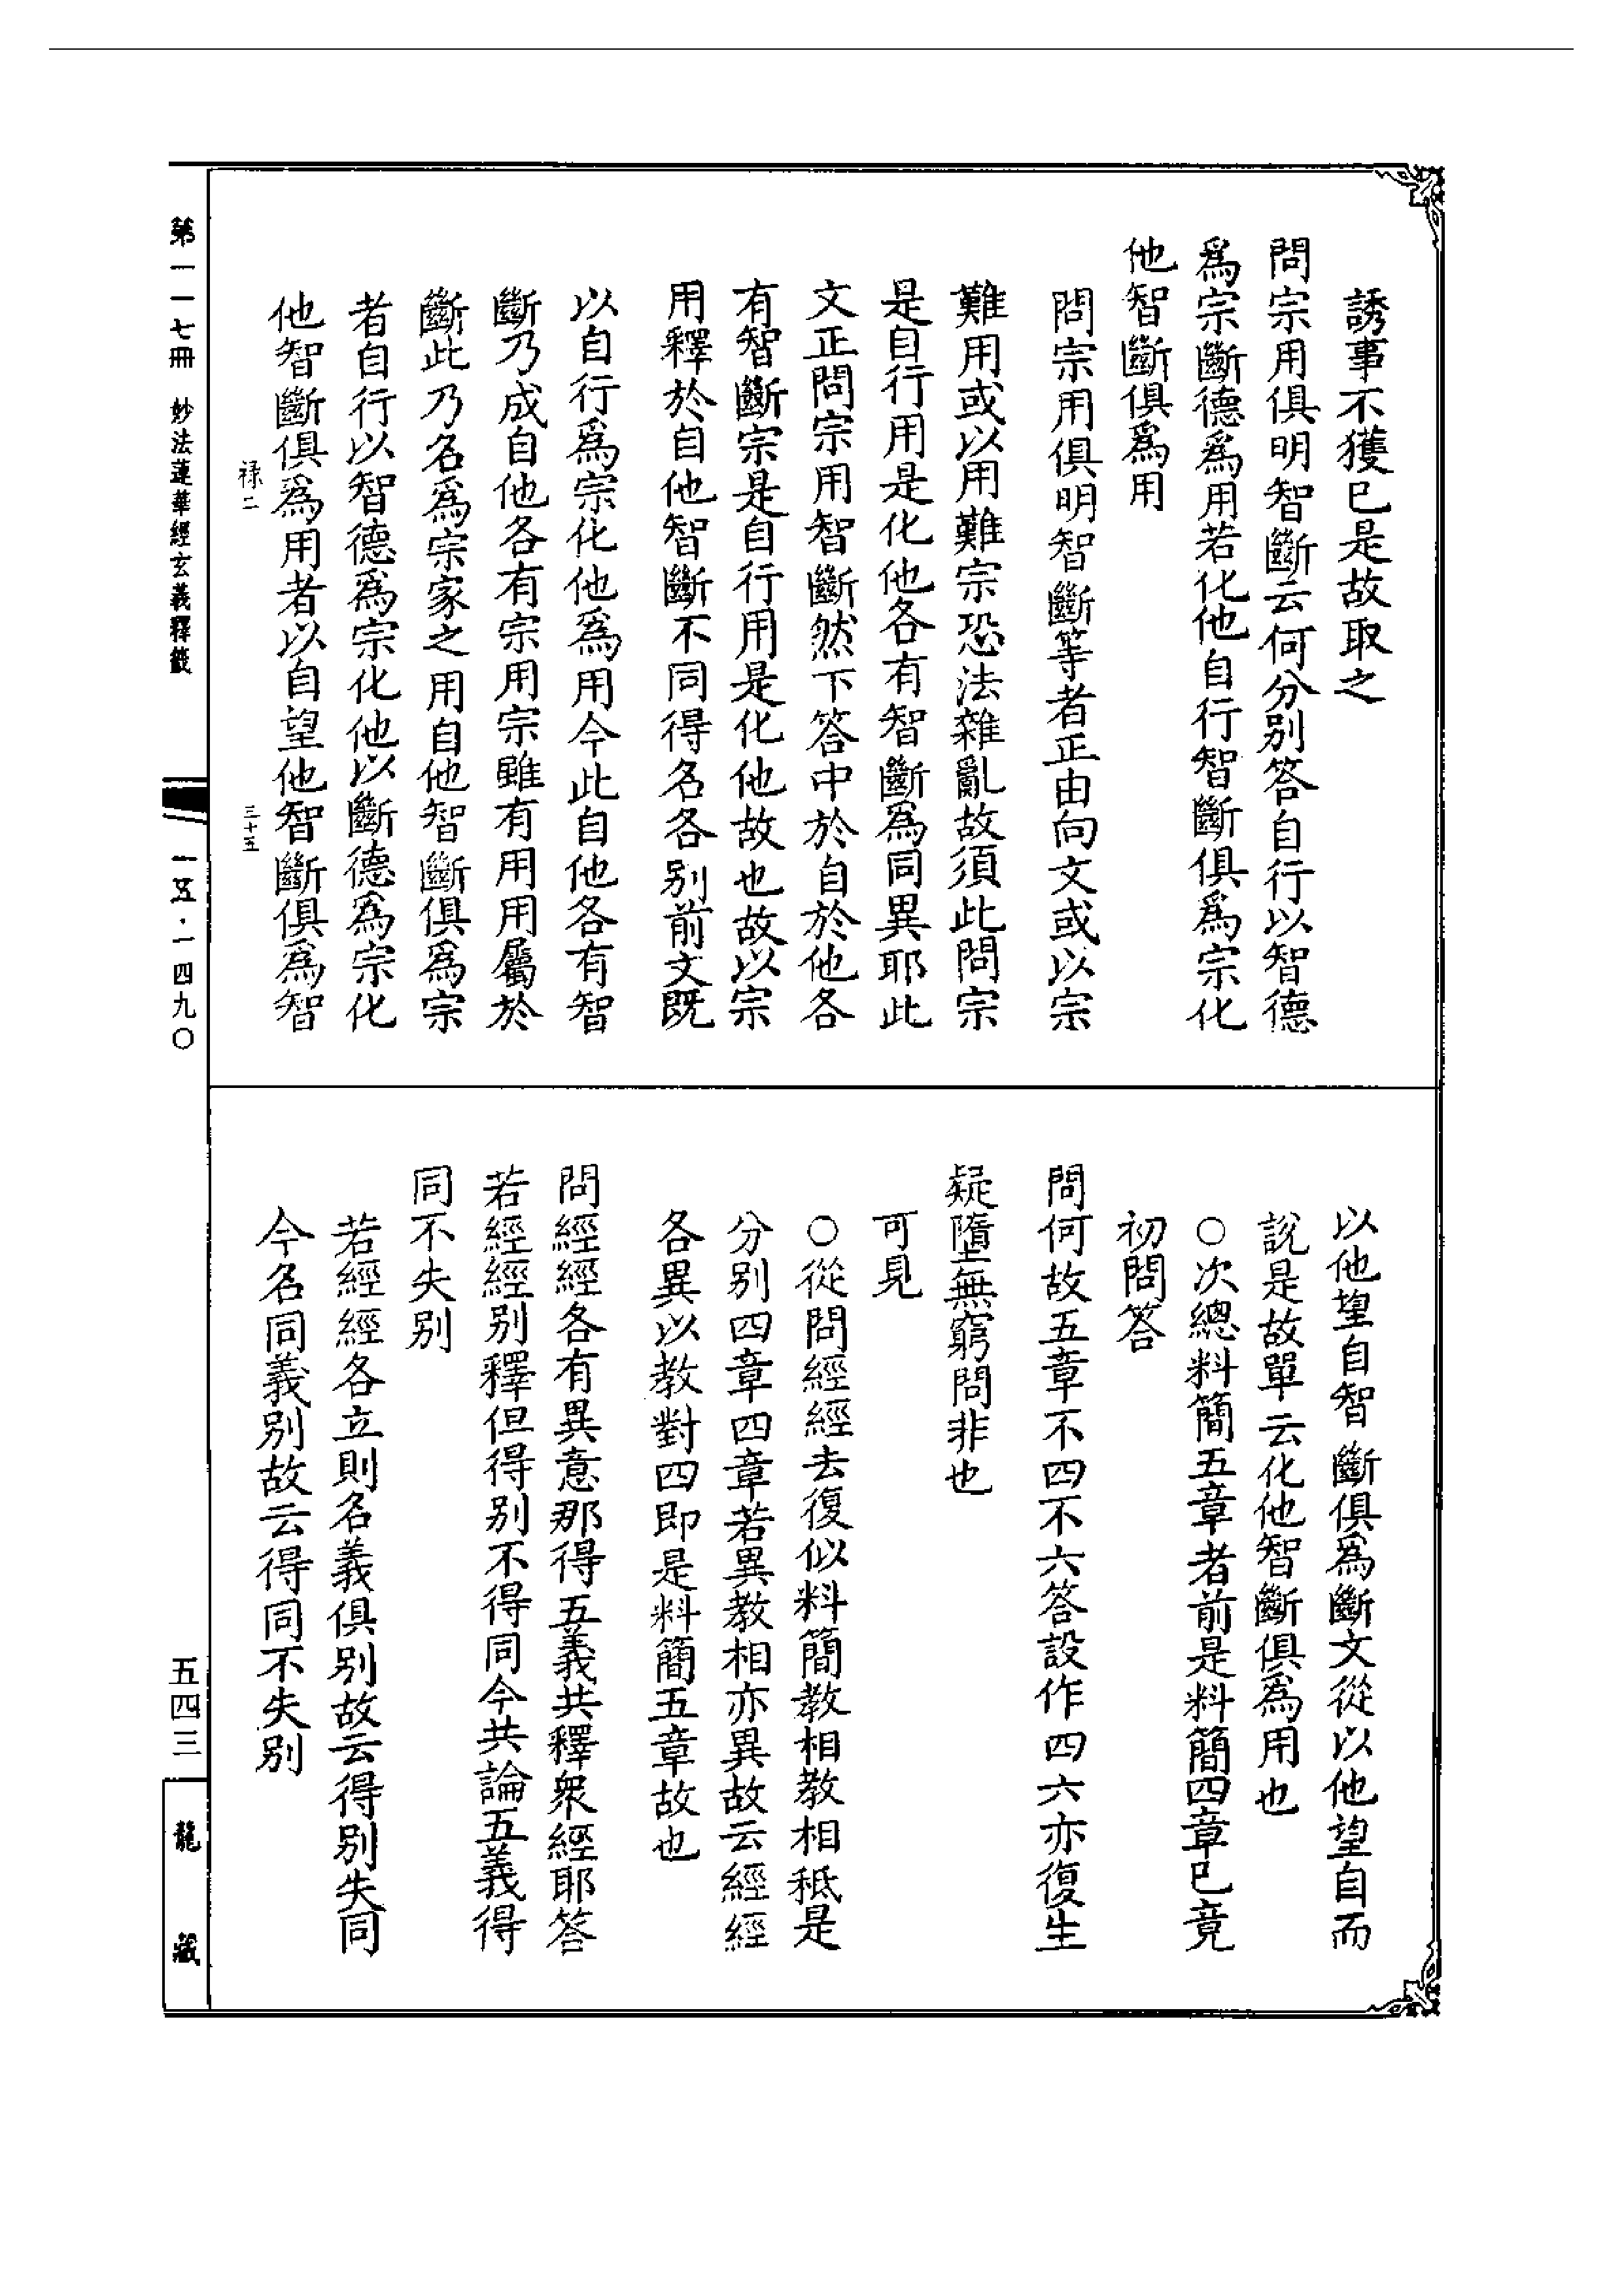 誘事不獲已是故取之
問宗用俱明智斷云何分別答自行以智德
爲宗斷德爲用若化他自行智斷俱爲宗化
他智斷俱爲用
問宗用俱明智斷等者正由向文或以宗
難用或以用難宗恐法雜亂故須此問宗
是自行用是化他各有智斷爲同異耶此
文正問宗用智斷然下答中於自於他各
有智斷宗是自行用是化他故也故以宗
用釋於自他智斷不同得名各別前文既
以自行爲宗化他爲用今此自他各有智
斷乃成自他各有宗用宗雖有用用屬於
斷此乃名爲宗家之用自他智斷俱爲宗
者自行以智德爲宗化他以斷德爲宗化
他智斷俱爲用者以自望他智斷俱爲智
祿二
三十五
以他望自智斷俱爲斷文從以他望自而
說是故單云化他智斷俱爲用也
○次總料簡五章者前是料簡四章已竟
初問答
問何故五章不四不六答設作四六亦復生
疑墮無窮問非也
可見
○從問經經去復似料簡教相教相秪是
分別四章四章若異教相亦異故云經經
各異以教對四即是料簡五章故也
問經經各有異意那得五義共釋衆經耶答
若經經別釋但得別不得同今共論五義得
同不失別
若經經各立則名義俱別故云得別失同
今名同義別故云得同不失別
第一一七冊 妙法蓮華經玄義釋籤
一五·一四九〇
五四三
龍藏